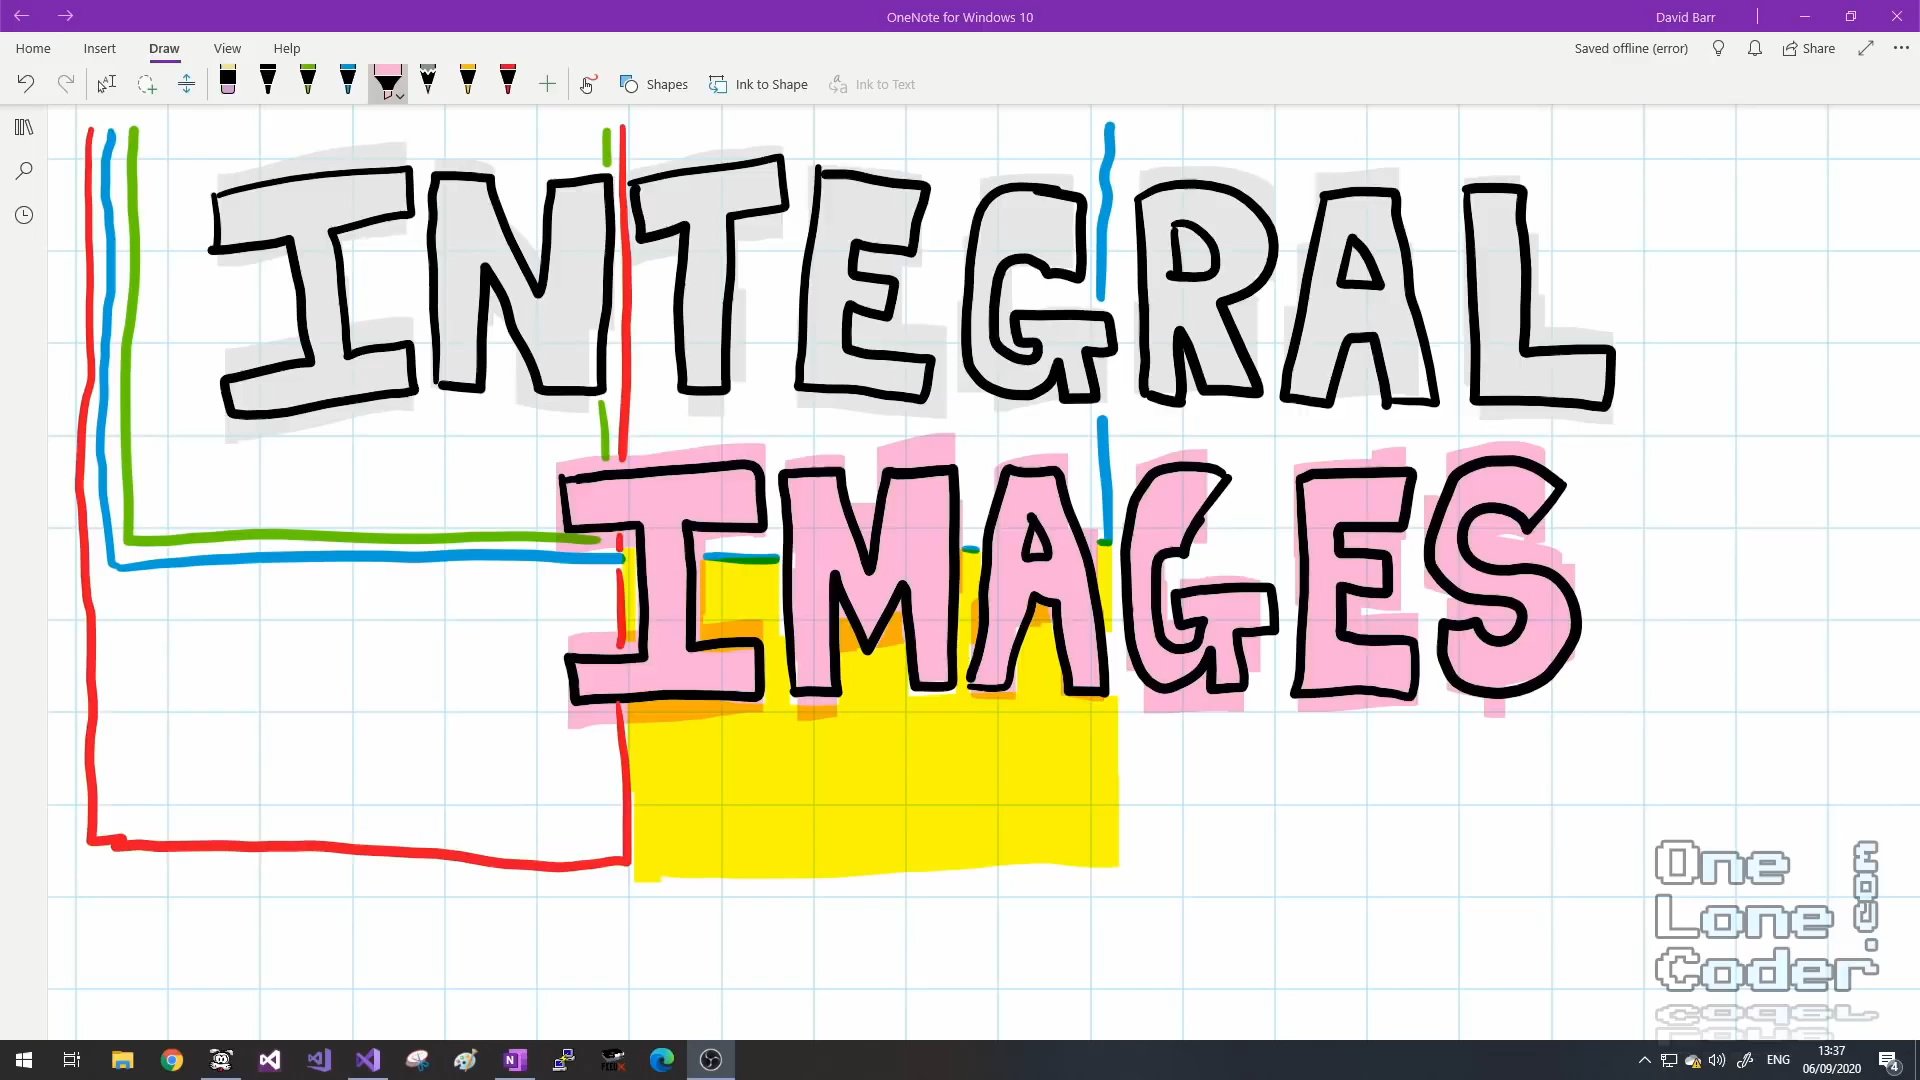 OneNote for Windows 10
David Barr
Home Insert Draw View Help
Saved offline (error)
Share
Shapes
Ink to Shape
Ink to Text
INTEGRAL
IMAGES
One
Lone
Coder
.com
ENG
13:37
06/09/2020
4